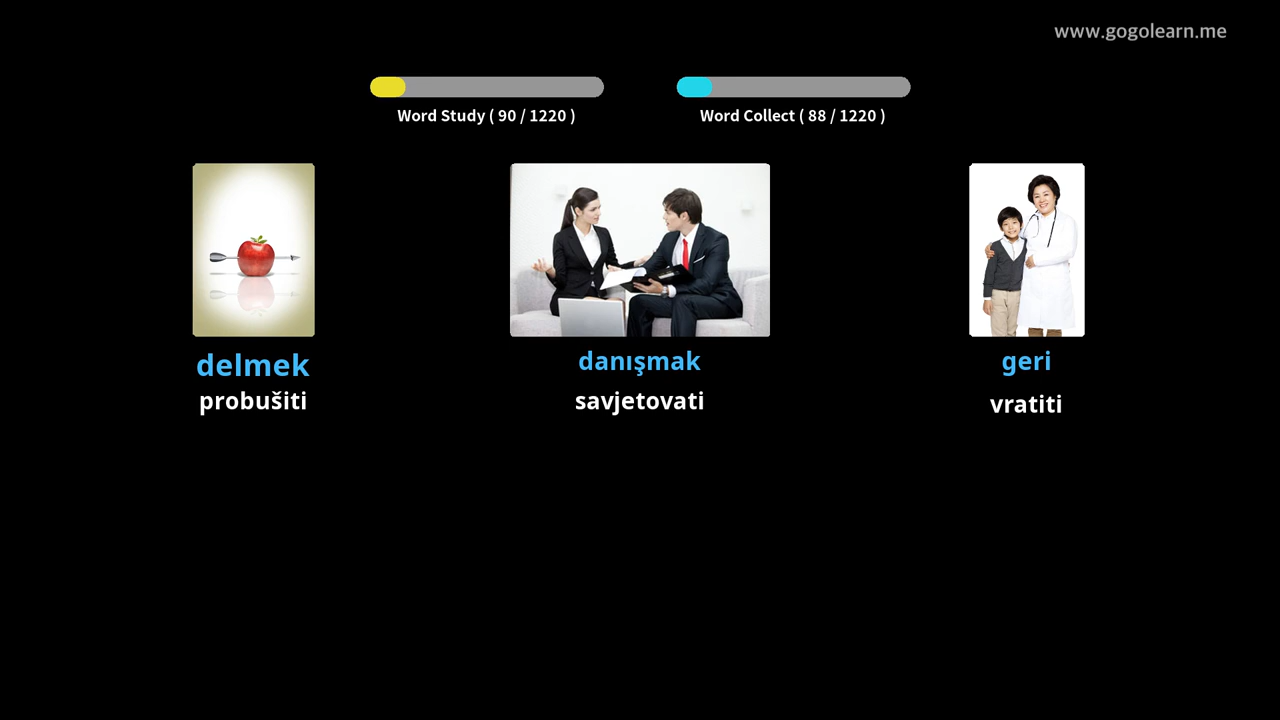 www.gogolearn.me
Word Study ( 90 / 1220 )
Word Collect ( 88 / 1220 )
delmek
probušiti
danışmak
savjetovati
geri
vratiti